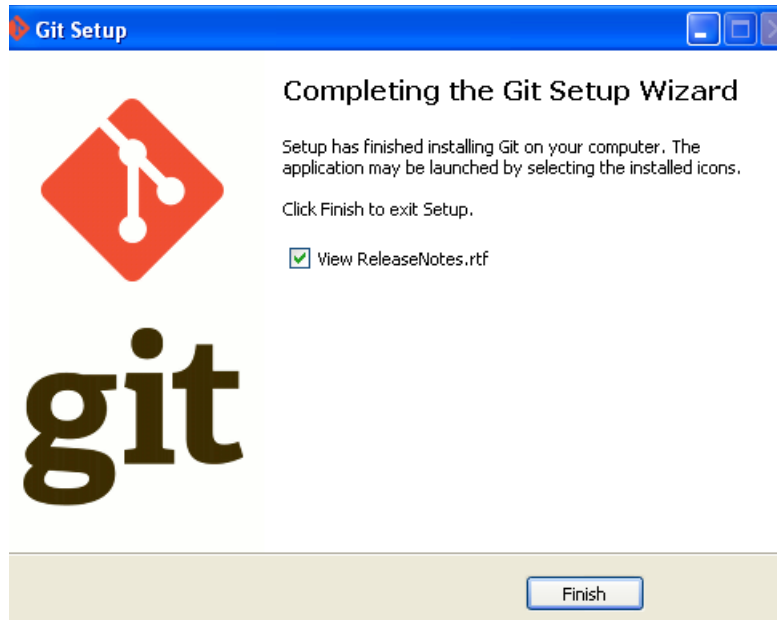 Git Setup
Completing the Git Setup Wizard
Setup has finished installing Git on your computer. The
application may be launched by selecting the installed icons.
Click Finish to exit Setup.
View ReleaseNotes.rtf
git
Finish